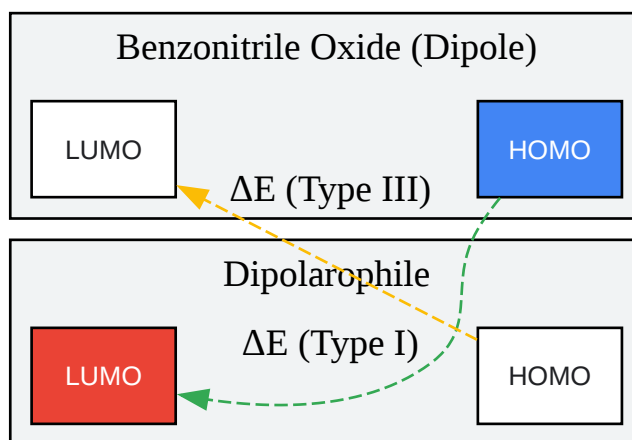 Benzonitrile Oxide (Dipole)
LUMO
HOMO
ΔE (Type III)
Dipolarophile
ΔE (Type I)
LUMO
HOMO